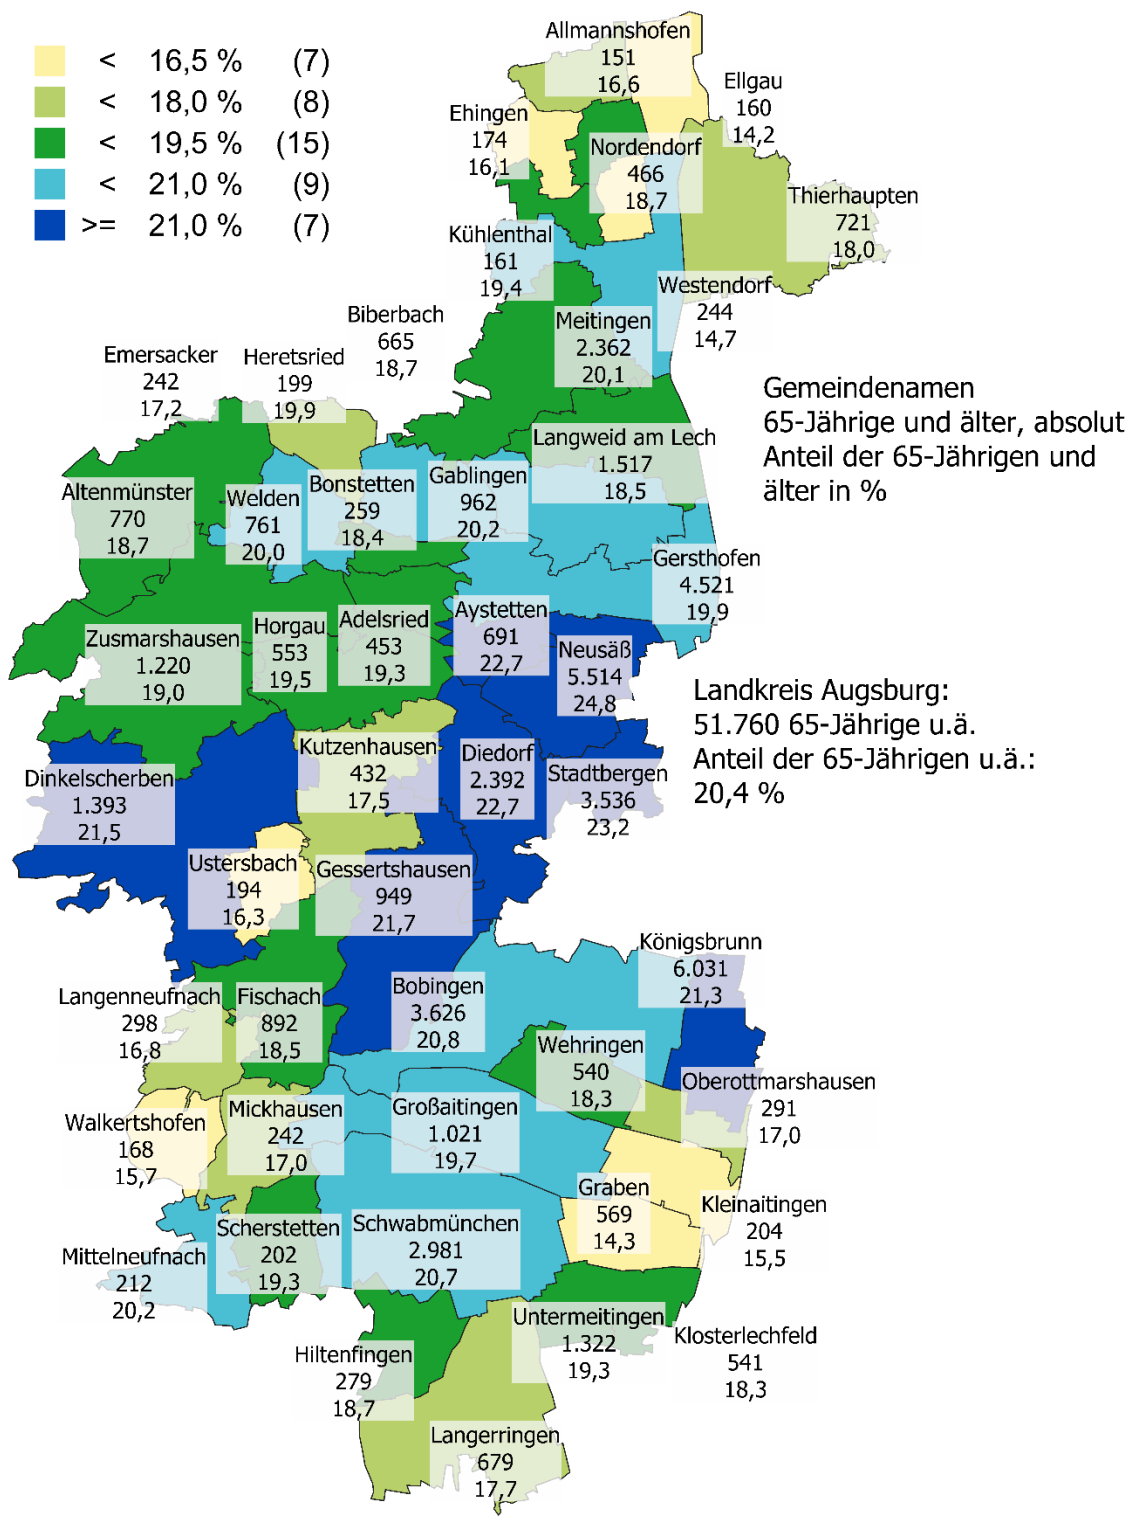 < 16,5 % (7)
< 18,0 % (8)
< 19,5 % (15)
< 21,0 % (9)
>= 21,0 % (7)
Allmannshofen
151
16,6
Ellgau
160
14,2
Ehingen
174
16,1
Nordendorf
466
18,7
Thierhaupten
721
18,0
Kühlenthal
161
19,4
Westendorf
244
14,7
Biberbach
665
18,7
Meitingen
2.362
20,1
Emersacker
242
17,2
Heretsried
199
19,9
Gemeindenamen
65-Jährige und älter, absolut
Anteil der 65-Jährigen und
älter in %
Langweid am Lech
1.517
18,5
Altenmünster
770
18,7
Welden
761
20,0
Bonstetten
259
18,4
Gablingen
962
20,2
Gersthofen
4.521
19,9
Zusmarshausen
1.220
19,0
Horgau
553
19,5
Adelsried
453
19,3
Aystetten
691
22,7
Neusäß
5.514
24,8
Landkreis Augsburg:
51.760 65-Jährige u.ä.
Anteil der 65-Jährigen u.ä.:
20,4 %
Dinkelscherben
1.393
21,5
Kutzenhausen
432
17,5
Diedorf
2.392
22,7
Stadtbergen
3.536
23,2
Ustersbach
194
16,3
Gessertshausen
949
21,7
Königsbrunn
6.031
21,3
Langenneufnach
298
16,8
Fischach
892
18,5
Bobingen
3.626
20,8
Wehringen
540
18,3
Oberottmarshausen
291
17,0
Walkertshofen
168
15,7
Mickhausen
242
17,0
Großaitingen
1.021
19,7
Graben
569
14,3
Kleinaitingen
204
15,5
Mittelneufnach
212
20,2
Scherstetten
202
19,3
Schwabmünchen
2.981
20,7
Untermeitingen
1.322
19,3
Klosterlechfeld
541
18,3
Hiltenfingen
279
18,7
Langerringen
679
17,7